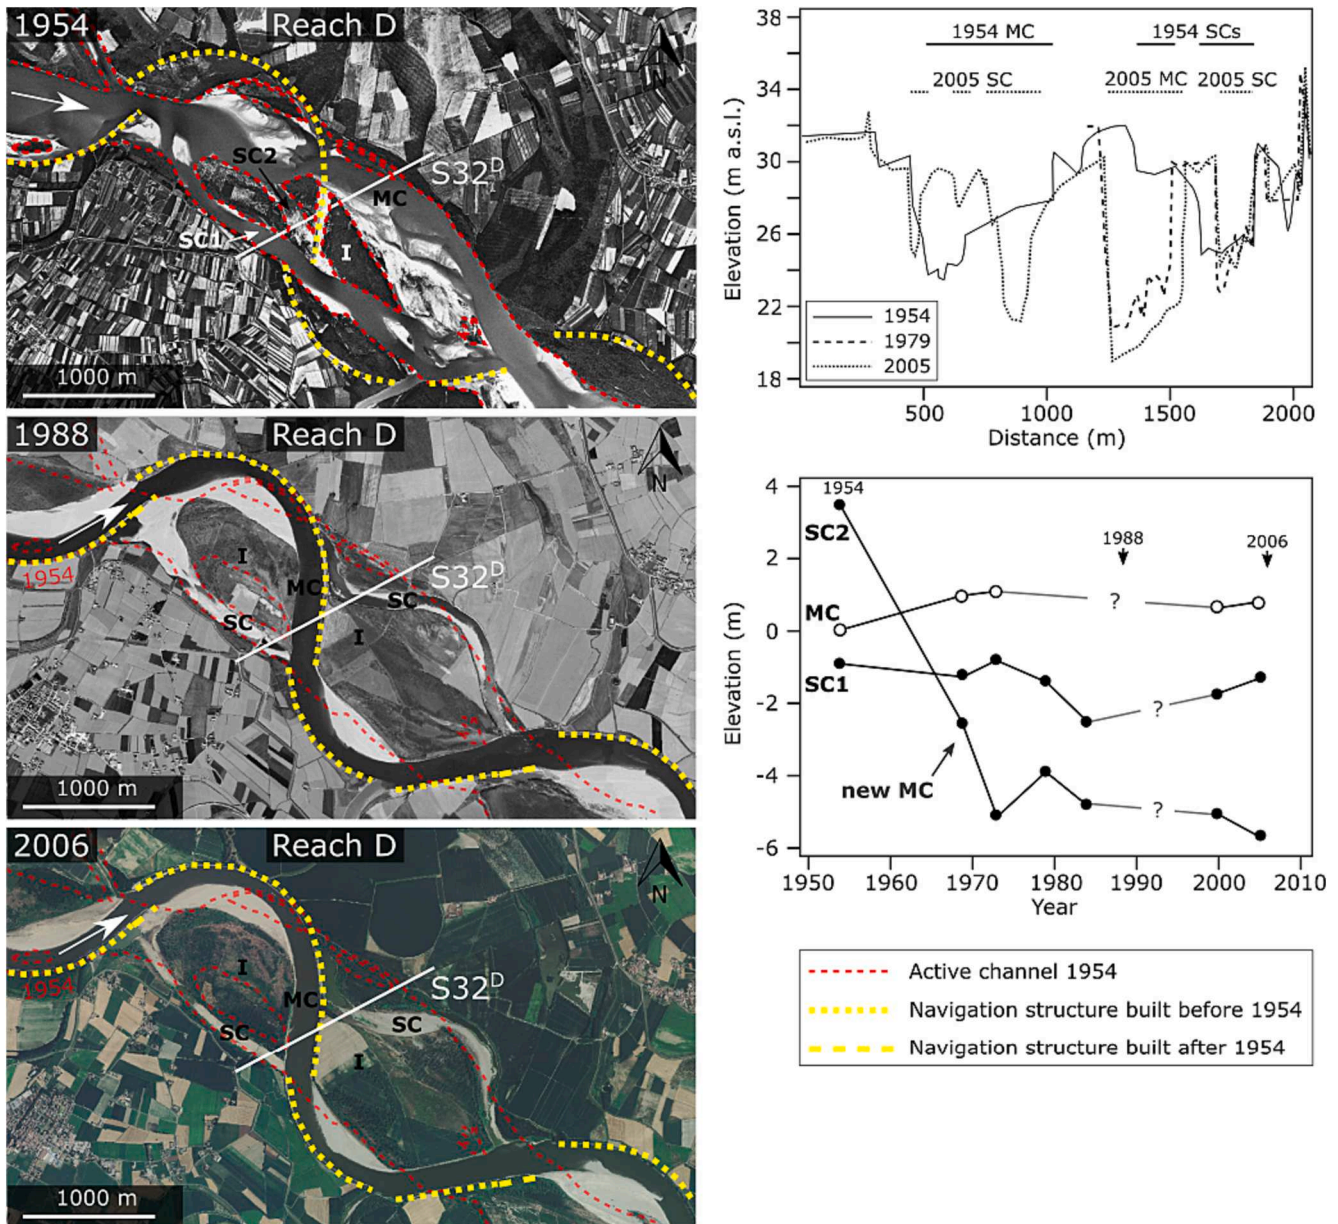 1954
Reach D
N
SC2
S32ᴰ
MC
SC1
I
1000 m
1988
Reach D
N
1954
I
MC
S32ᴰ
SC
SC
I
1000 m
2006
Reach D
N
1954
I
MC
S32ᴰ
SC
SC
I
1000 m
38
34
30
26
22
18
Elevation (m a.s.l.)
1954 MC
1954 SCs
2005 SC
2005 MC
2005 SC
1954
1979
2005
500
1000
1500
2000
Distance (m)
4
2
0
-2
-4
-6
Elevation (m)
1954
SC2
1988
2006
MC
SC1
?
?
?
new MC
1950
1960
1970
1980
1990
2000
2010
Year
Active channel 1954
Navigation structure built before 1954
Navigation structure built after 1954